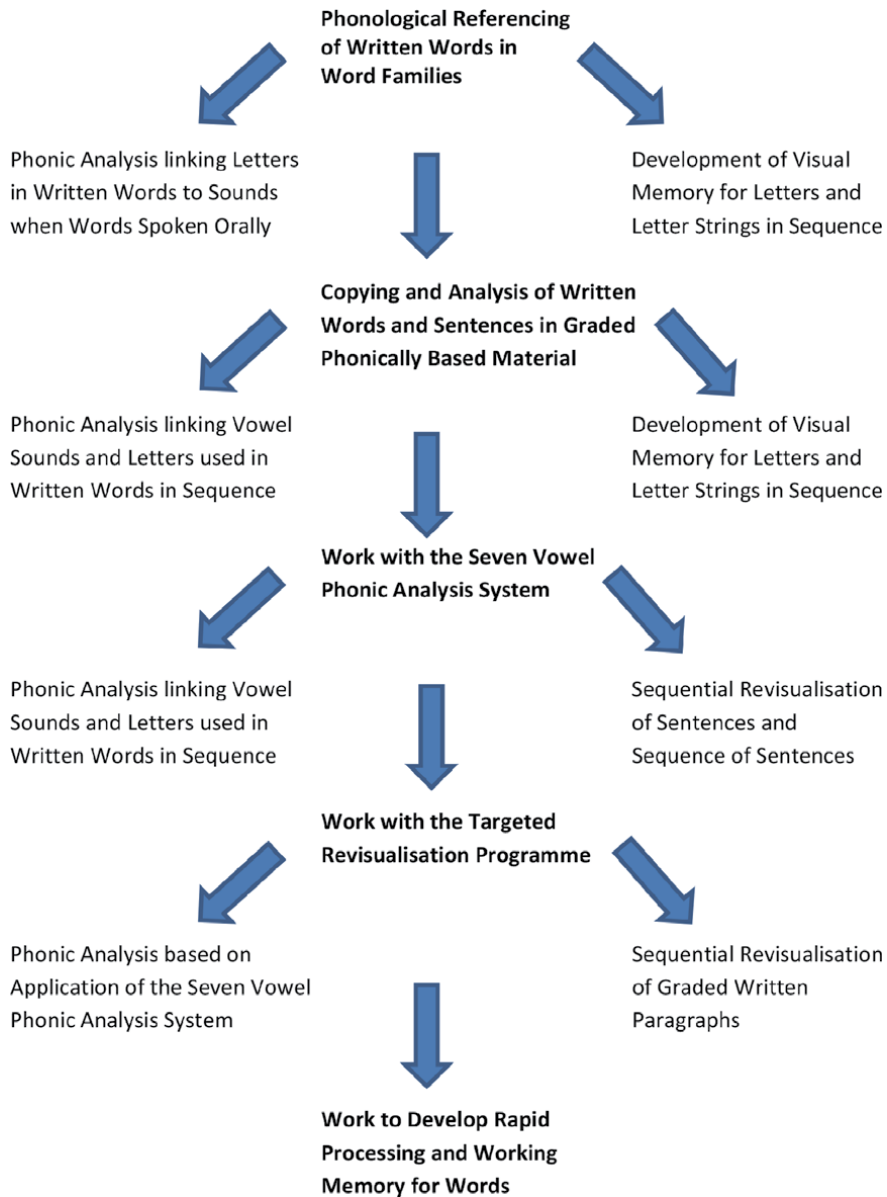 Phonological Referencing
of Written Words in
Word Families
Phonic Analysis linking Letters
in Written Words to Sounds
when Words Spoken Orally
Development of Visual
Memory for Letters and
Letter Strings in Sequence
Copying and Analysis of Written
Words and Sentences in Graded
Phonically Based Material
Phonic Analysis linking Vowel
Sounds and Letters used in
Written Words in Sequence
Development of Visual
Memory for Letters and
Letter Strings in Sequence
Work with the Seven Vowel
Phonic Analysis System
Phonic Analysis linking Vowel
Sounds and Letters used in
Written Words in Sequence
Sequential Revisualisation
of Sentences and
Sequence of Sentences
Work with the Targeted
Revisualisation Programme
Phonic Analysis based on
Application of the Seven Vowel
Phonic Analysis System
Sequential Revisualisation
of Graded Written
Paragraphs
Work to Develop Rapid
Processing and Working
Memory for Words